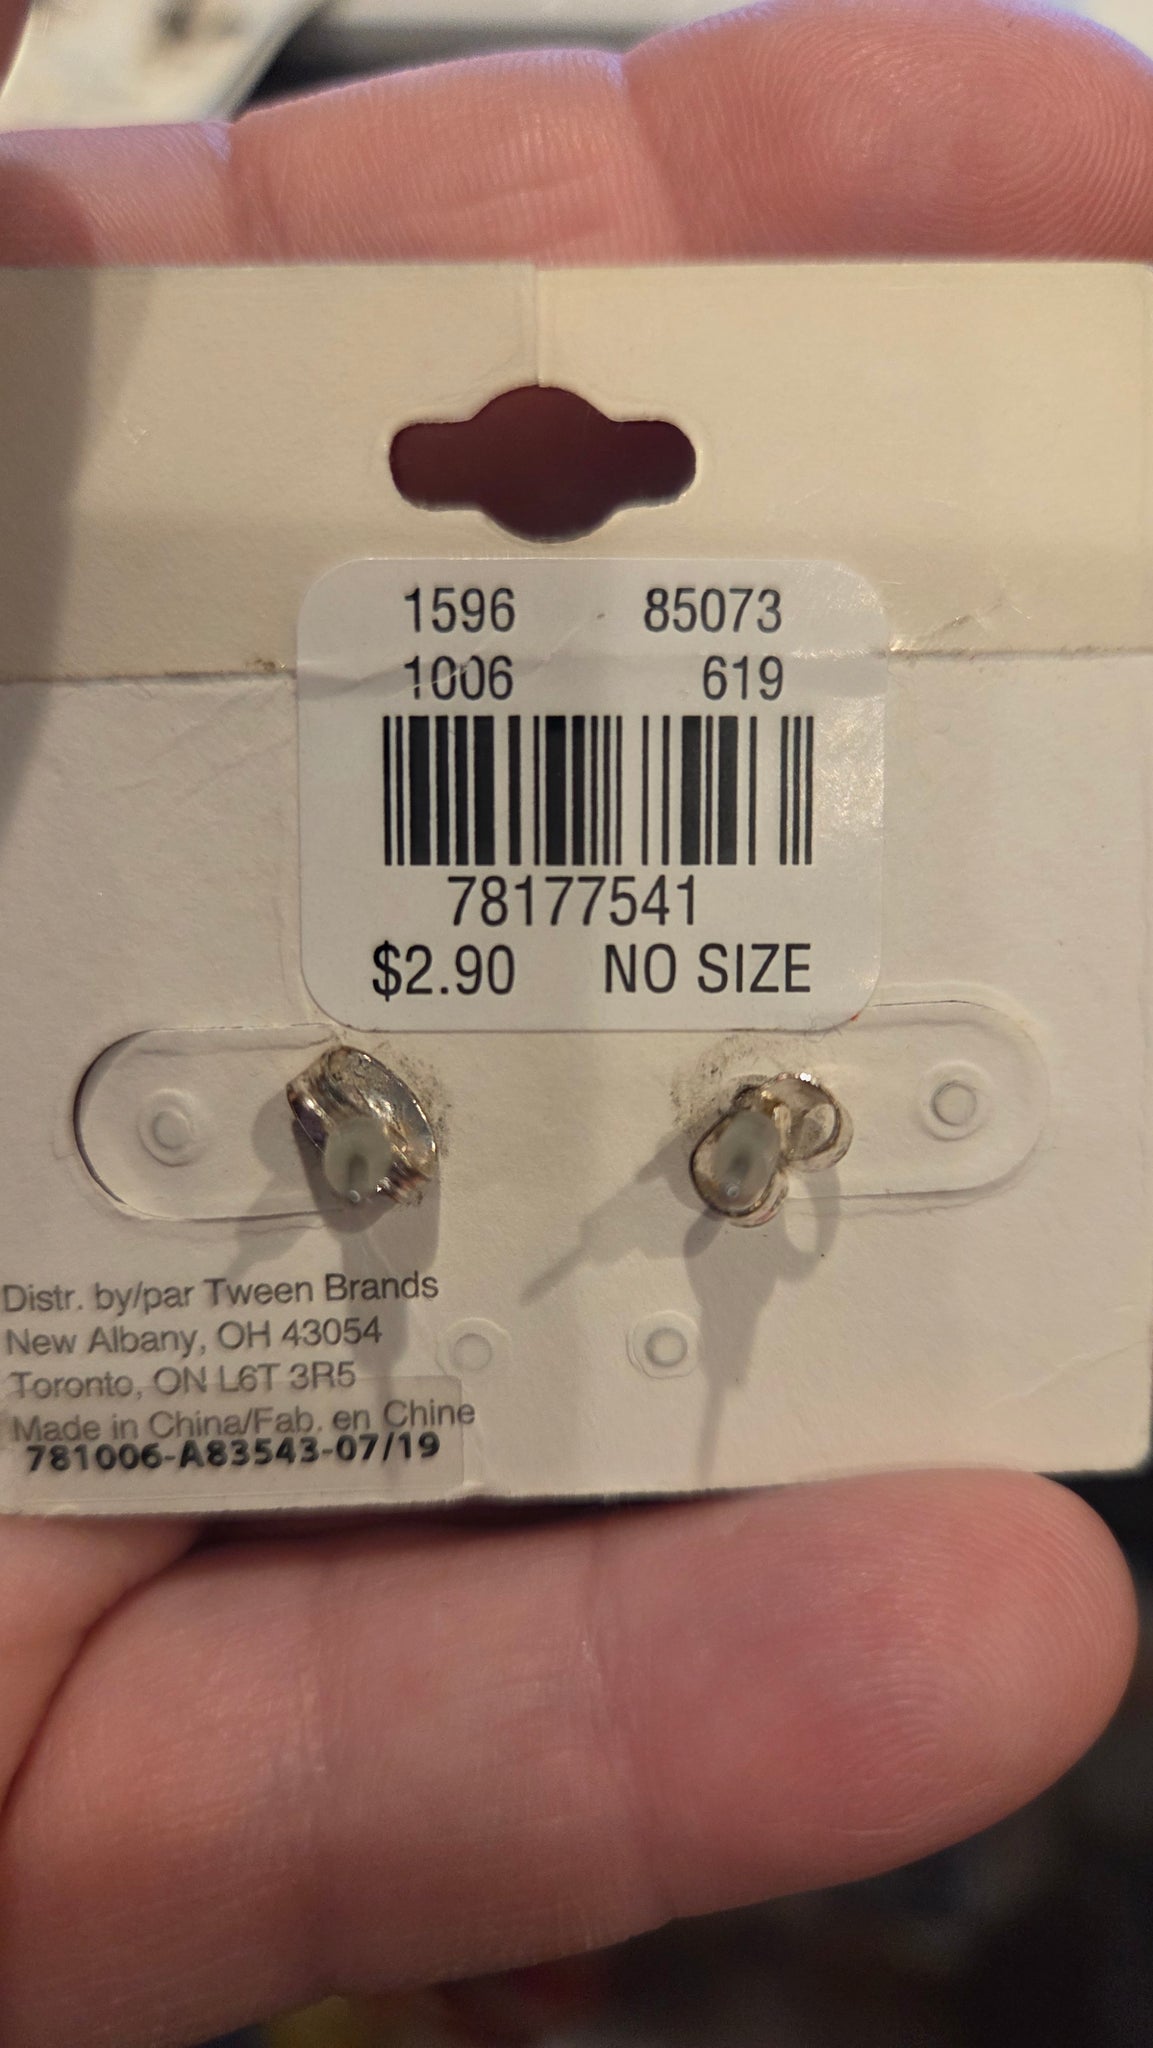 1596 85073
1006 619
78177541
$2.90 NO SIZE
Distr. by/par Tween Brands
New Albany, OH 43054
Toronto, ON L6T 3R5
Made in China/Fab. en Chine
781006-A83543-07/19